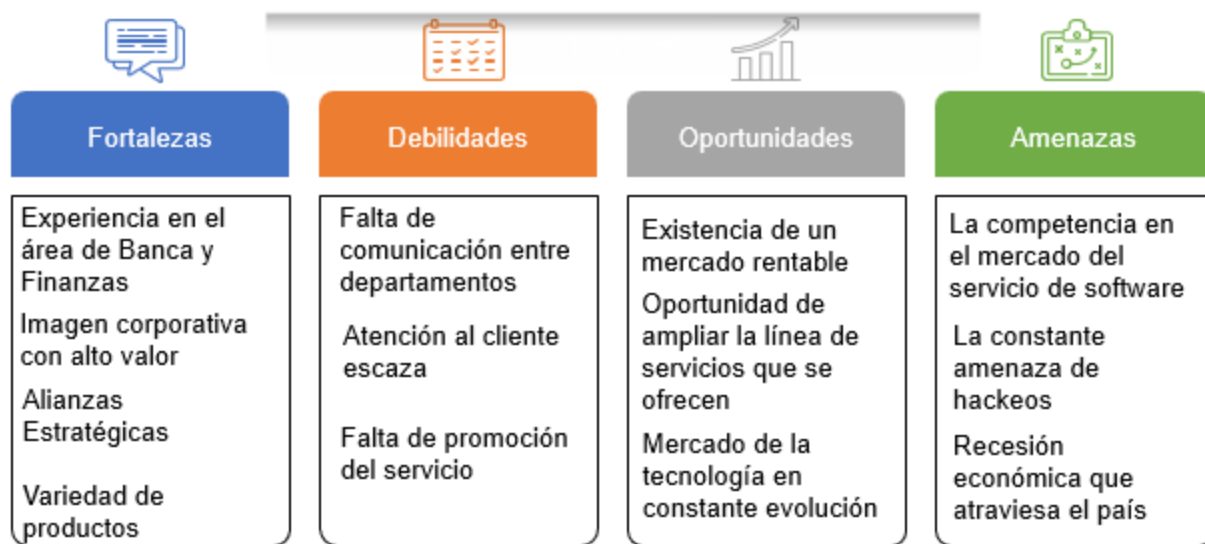 Fortalezas
Experiencia en el
área de Banca y
Finanzas
Imagen corporativa
con alto valor
Alianzas
Estratégicas
Variedad de
productos
Debilidades
Falta de
comunicación entre
departamentos
Atención al cliente
escaza
Falta de promoción
del servicio
Oportunidades
Existencia de un
mercado rentable
Oportunidad de
ampliar la línea de
servicios que se
ofrecen
Mercado de la
tecnología en
constante evolución
Amenazas
La competencia en
el mercado del
servicio de software
La constante
amenaza de
hackeos
Recesión
económica que
atraviesa el país